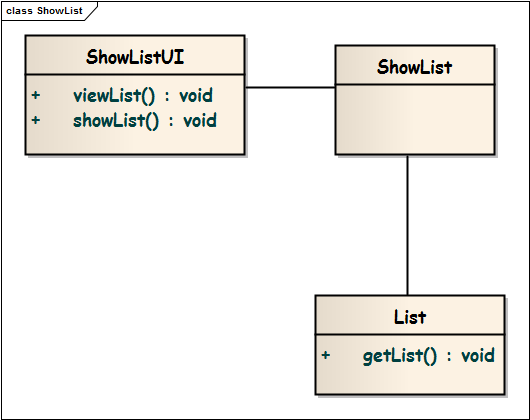 class ShowList
ShowListUI
+ viewList() : void
+ showList() : void
ShowList
List
+ getList() : void